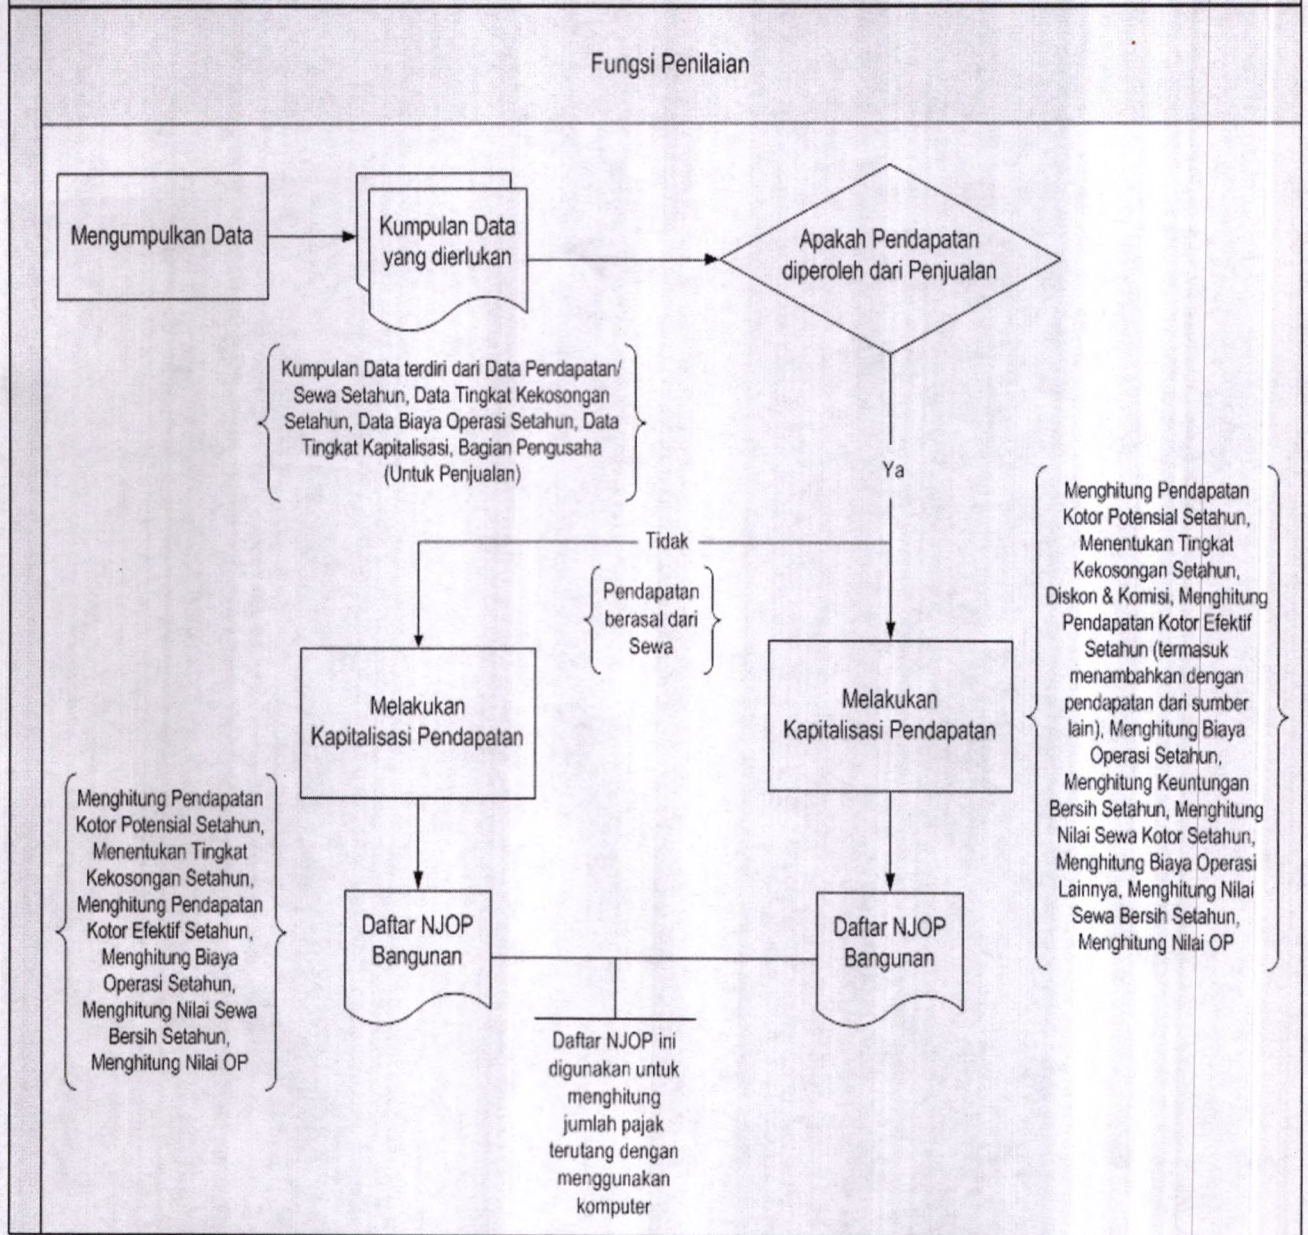 Fungsi Penilaian
Mengumpulkan Data
Kumpulan Data
yang dierlukan
Apakah Pendapatan
diperoleh dari Penjualan
Kumpulan Data terdiri dari Data Pendapatan/
Sewa Setahun, Data Tingkat Kekosongan
Setahun, Data Biaya Operasi Setahun, Data
Tingkat Kapitalisasi, Bagian Pengusaha
(Untuk Penjualan)
Ya
Tidak
Pendapatan
berasal dari
Sewa
Melakukan
Kapitalisasi Pendapatan
Melakukan
Kapitalisasi Pendapatan
Menghitung Pendapatan
Kotor Potensial Setahun,
Menentukan Tingkat
Kekosongan Setahun,
Diskon & Komisi, Menghitung
Pendapatan Kotor Efektif
Setahun (termasuk
menambahkan dengan
pendapatan dari sumber
lain), Menghitung Biaya
Operasi Setahun,
Menghitung Keuntungan
Bersih Setahun, Menghitung
Nilai Sewa Kotor Setahun,
Menghitung Biaya Operasi
Lainnya, Menghitung Nilai
Sewa Bersih Setahun,
Menghitung Nilai OP
Menghitung Pendapatan
Kotor Potensial Setahun,
Menentukan Tingkat
Kekosongan Setahun,
Menghitung Pendapatan
Kotor Efektif Setahun,
Menghitung Biaya
Operasi Setahun,
Menghitung Nilai Sewa
Bersih Setahun,
Menghitung Nilai OP
Daftar NJOP
Bangunan
Daftar NJOP
Bangunan
Daftar NJOP ini
digunakan untuk
menghitung
jumlah pajak
terutang dengan
menggunakan
komputer